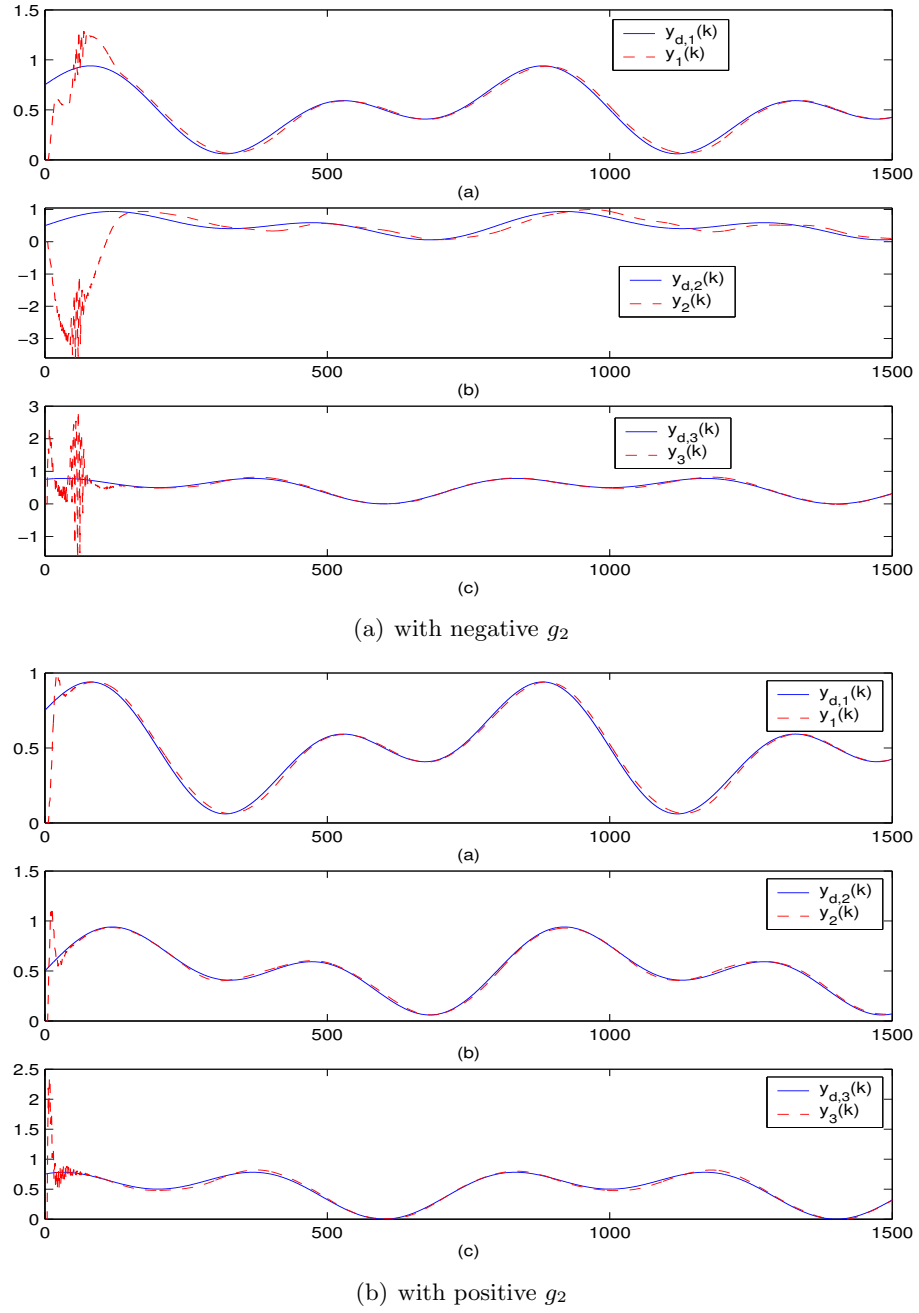 1.5
1
0.5
0
0
500
1000
1500
y_{d,1}(k)
y_1(k)
(a)
1
0
−1
−2
−3
0
500
1000
1500
y_{d,2}(k)
y_2(k)
(b)
3
2
1
0
−1
0
500
1000
1500
y_{d,3}(k)
y_3(k)
(c)
(a) with negative g_2
1
0.5
0
0
500
1000
1500
y_{d,1}(k)
y_1(k)
(a)
1.5
1
0.5
0
0
500
1000
1500
y_{d,2}(k)
y_2(k)
(b)
2.5
2
1.5
1
0.5
0
0
500
1000
1500
y_{d,3}(k)
y_3(k)
(c)
(b) with positive g_2